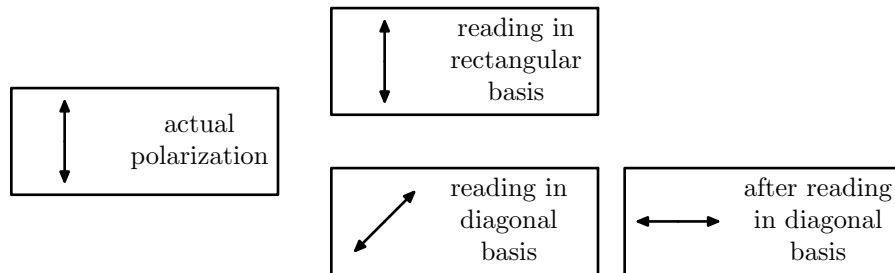 reading in
rectangular
basis
actual
polarization
reading in
diagonal
basis
after reading
in diagonal
basis